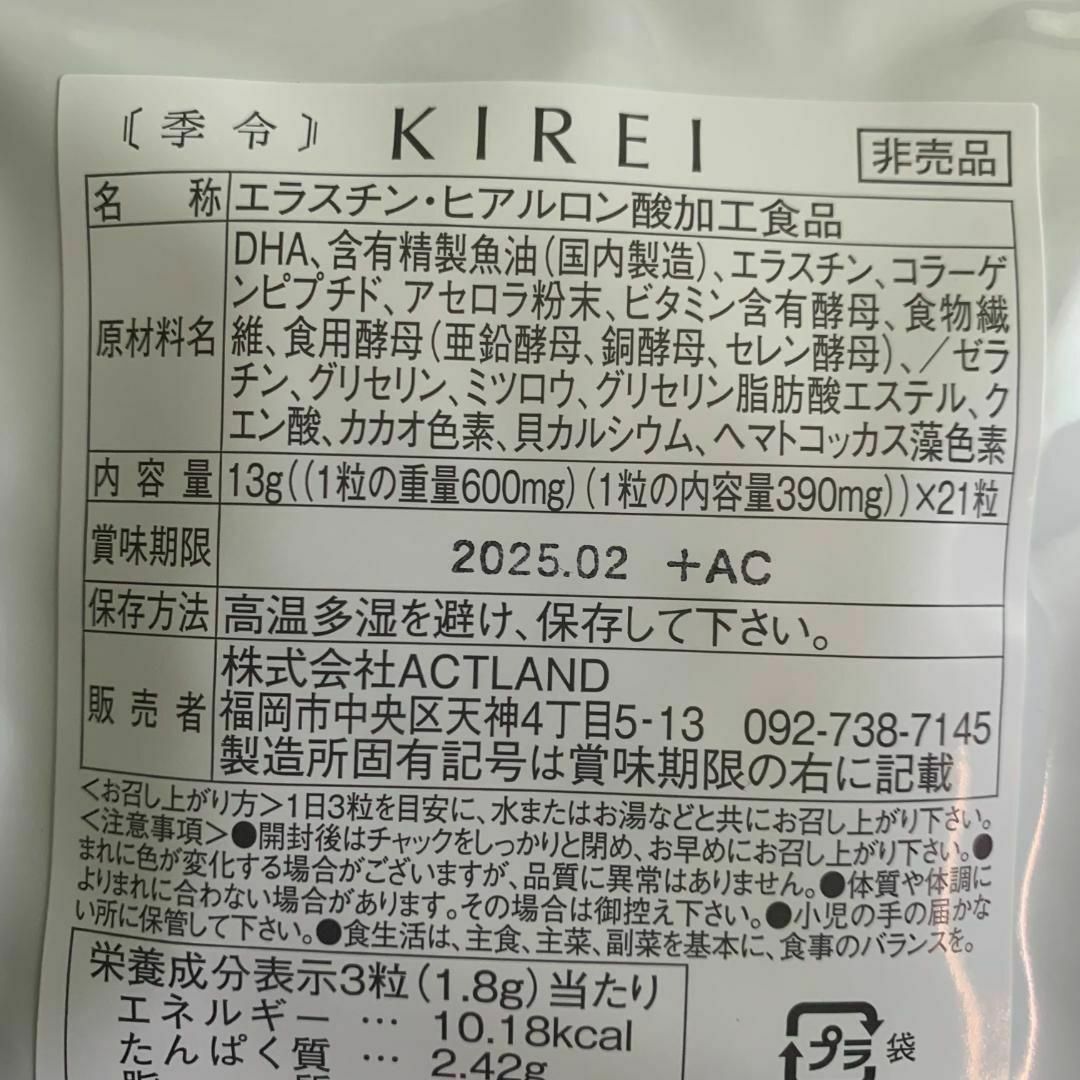 〘季令〙 KIREI 非売品
名称 エラスチン・ヒアルロン酸加工食品
原材料名 DHA、含有精製魚油(国内製造)、エラスチン、コラーゲ
ンペプチド、アセロラ粉末、ビタミン含有酵母、食物繊
維、食用酵母(亜鉛酵母、銅酵母、セレン酵母)、/ゼラ
チン、グリセリン、ミツロウ、グリセリン脂肪酸エステル、ク
エン酸、カカオ色素、貝カルシウム、ヘマトコッカス藻色素
内容量 13g((1粒の重量600mg)(1粒の内容量390mg))×21粒
賞味期限 2025.02 +AC
保存方法 高温多湿を避け、保存して下さい。
販売者 株式会社ACTLAND
福岡市中央区天神4丁目5-13 092-738-7145
製造所固有記号は賞味期限の右に記載
<お召し上がり方>1日3粒を目安に、水またはお湯などと共にお召し上がり下さい。
<注意事項>●開封後はチャックをしっかりと閉め、お早めにお召し上がり下さい。●
まれに色が変化する場合がございますが、品質に異常はありません。●体質や体調に
よりまれに合わない場合があります。その場合は御控え下さい。●小児の手の届かな
い所に保管して下さい。●食生活は、主食、主菜、副菜を基本に、食事のバランスを。
栄養成分表示3粒(1.8g)当たり
エネルギー … 10.18kcal
たんぱく質 … 2.42g
プラ 袋